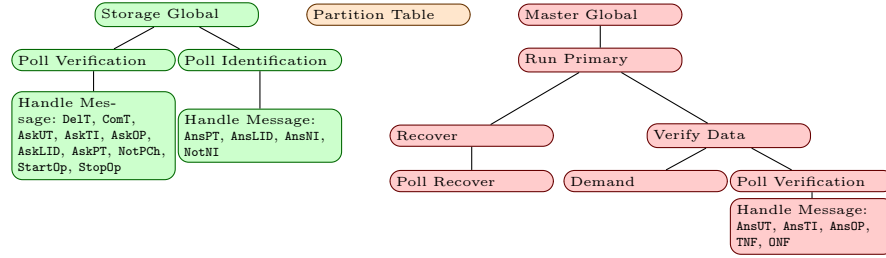 Storage Global
Partition Table
Master Global
Poll Verification
Poll Identification
Run Primary
Handle Mes-
sage: DelT, ComT,
AskUT, AskTI, AskOP,
AskLID, AskPT, NotPCh,
StartOp, StopOp
Handle Message:
AnsPT, AnsLID, AnsNI,
NotNI
Recover
Verify Data
Poll Recover
Demand
Poll Verification
Handle Message:
AnsUT, AnsTI, AnsOP,
TNF, ONF